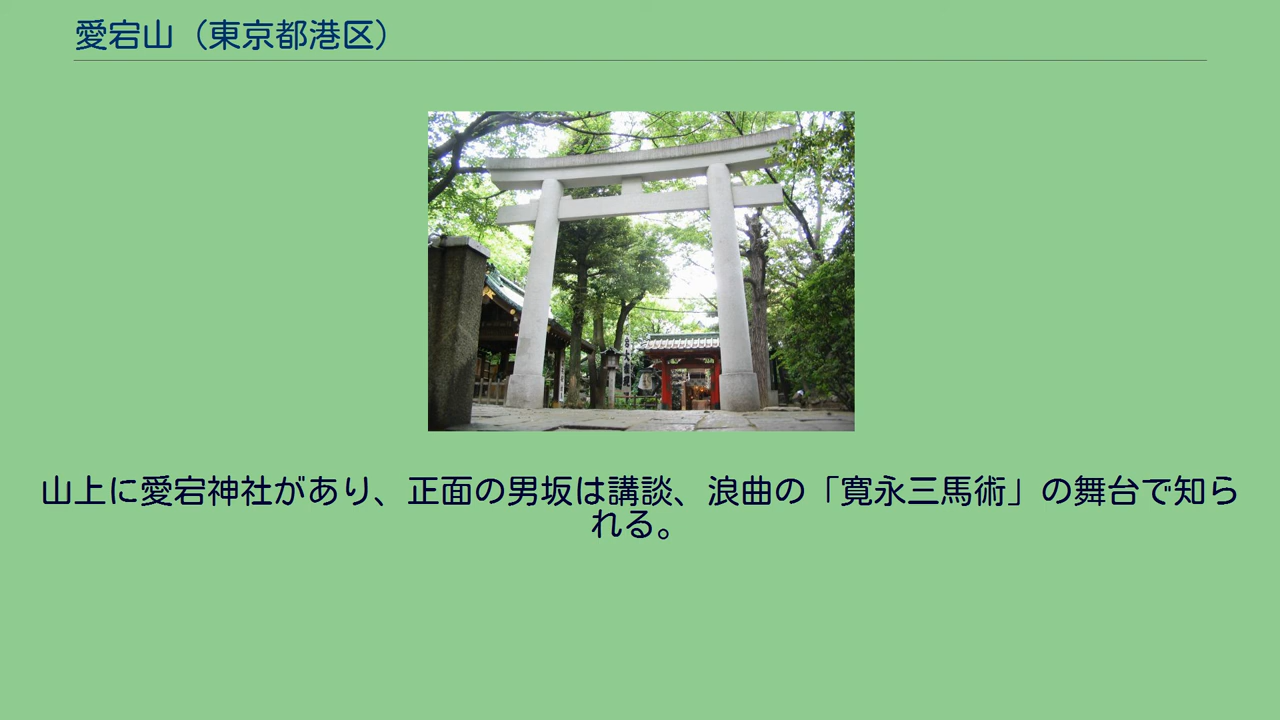 愛宕山（東京都港区）
山上に愛宕神社があり、正面の男坂は講談、浪曲の「寛永三馬術」の舞台で知ら
れる。